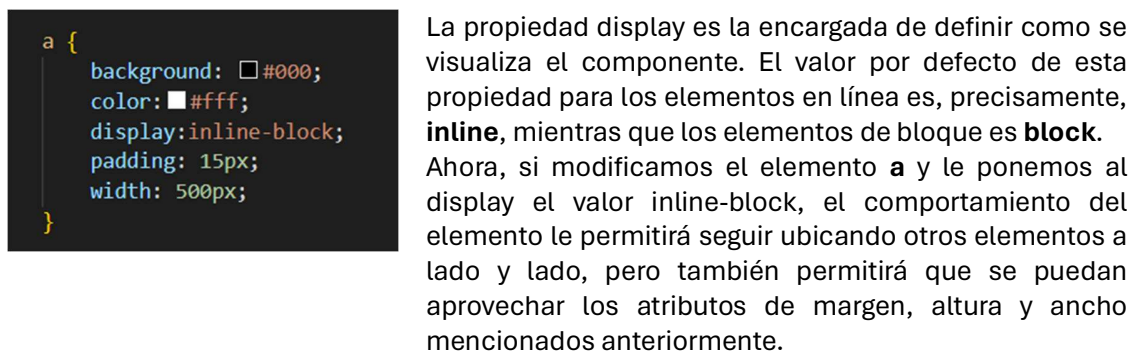 a {
background: #000;
color: #fff;
display:inline-block;
padding: 15px;
width: 500px;
}
La propiedad display es la encargada de definir como se
visualiza el componente. El valor por defecto de esta
propiedad para los elementos en línea es, precisamente,
inline, mientras que los elementos de bloque es block.
Ahora, si modificamos el elemento a y le ponemos al
display el valor inline-block, el comportamiento del
elemento le permitirá seguir ubicando otros elementos a
lado y lado, pero también permitirá que se puedan
aprovechar los atributos de margen, altura y ancho
mencionados anteriormente.